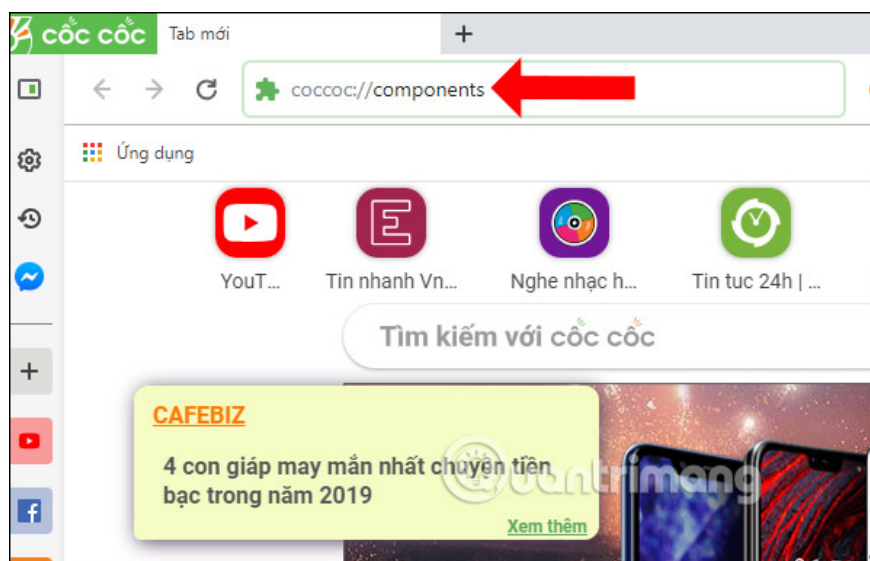 cốc cốc Tab mới
coccoc://components
Ứng dụng
YouT... Tin nhanh Vn... Nghe nhạc h... Tin tuc 24h | ...
Tìm kiếm với cốc cốc
CAFEBIZ
4 con giáp may mắn nhất chuyện tiền
bạc trong năm 2019
Xem thêm
Quantrimang